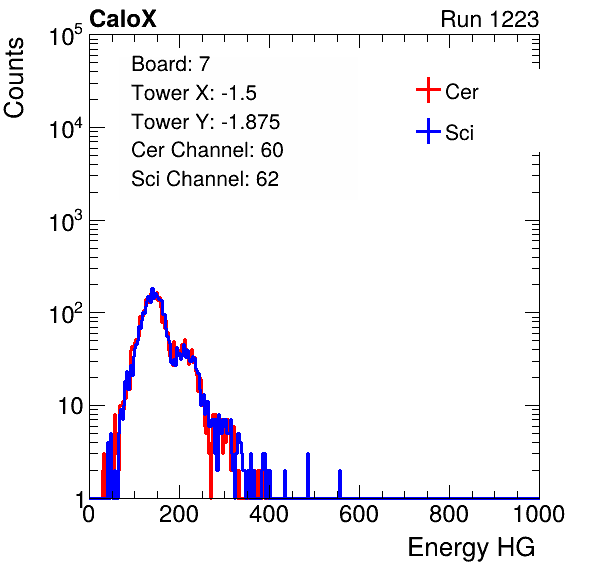 CaloX Run 1223
Counts
10^5
10^4
10^3
10^2
10
1
Board: 7
Tower X: -1.5
Tower Y: -1.875
Cer Channel: 60
Sci Channel: 62
Cer
Sci
0 200 400 600 800 1000
Energy HG